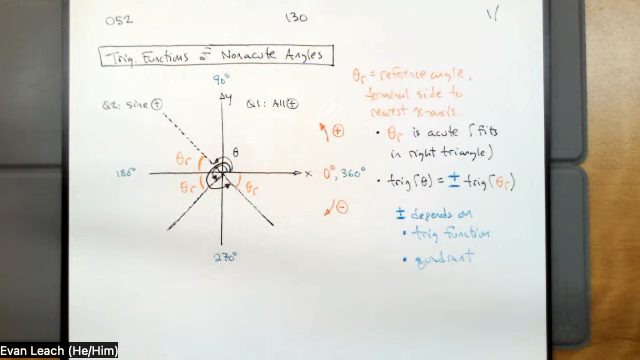 052
130
Trig. Functions of Nonacute Angles
90°
Q2: Sine ⊕
y
Q1: All ⊕
θ
θr
180°
x
0°, 360°
θr
θr
270°
⊕
⊖
θr = reference angle,
terminal side to
nearest x-axis.
• θr is acute (fits
in right triangle)
• trig(θ) = ± trig(θr)
± depends on
• trig function
• quadrant
Evan Leach (He/Him)